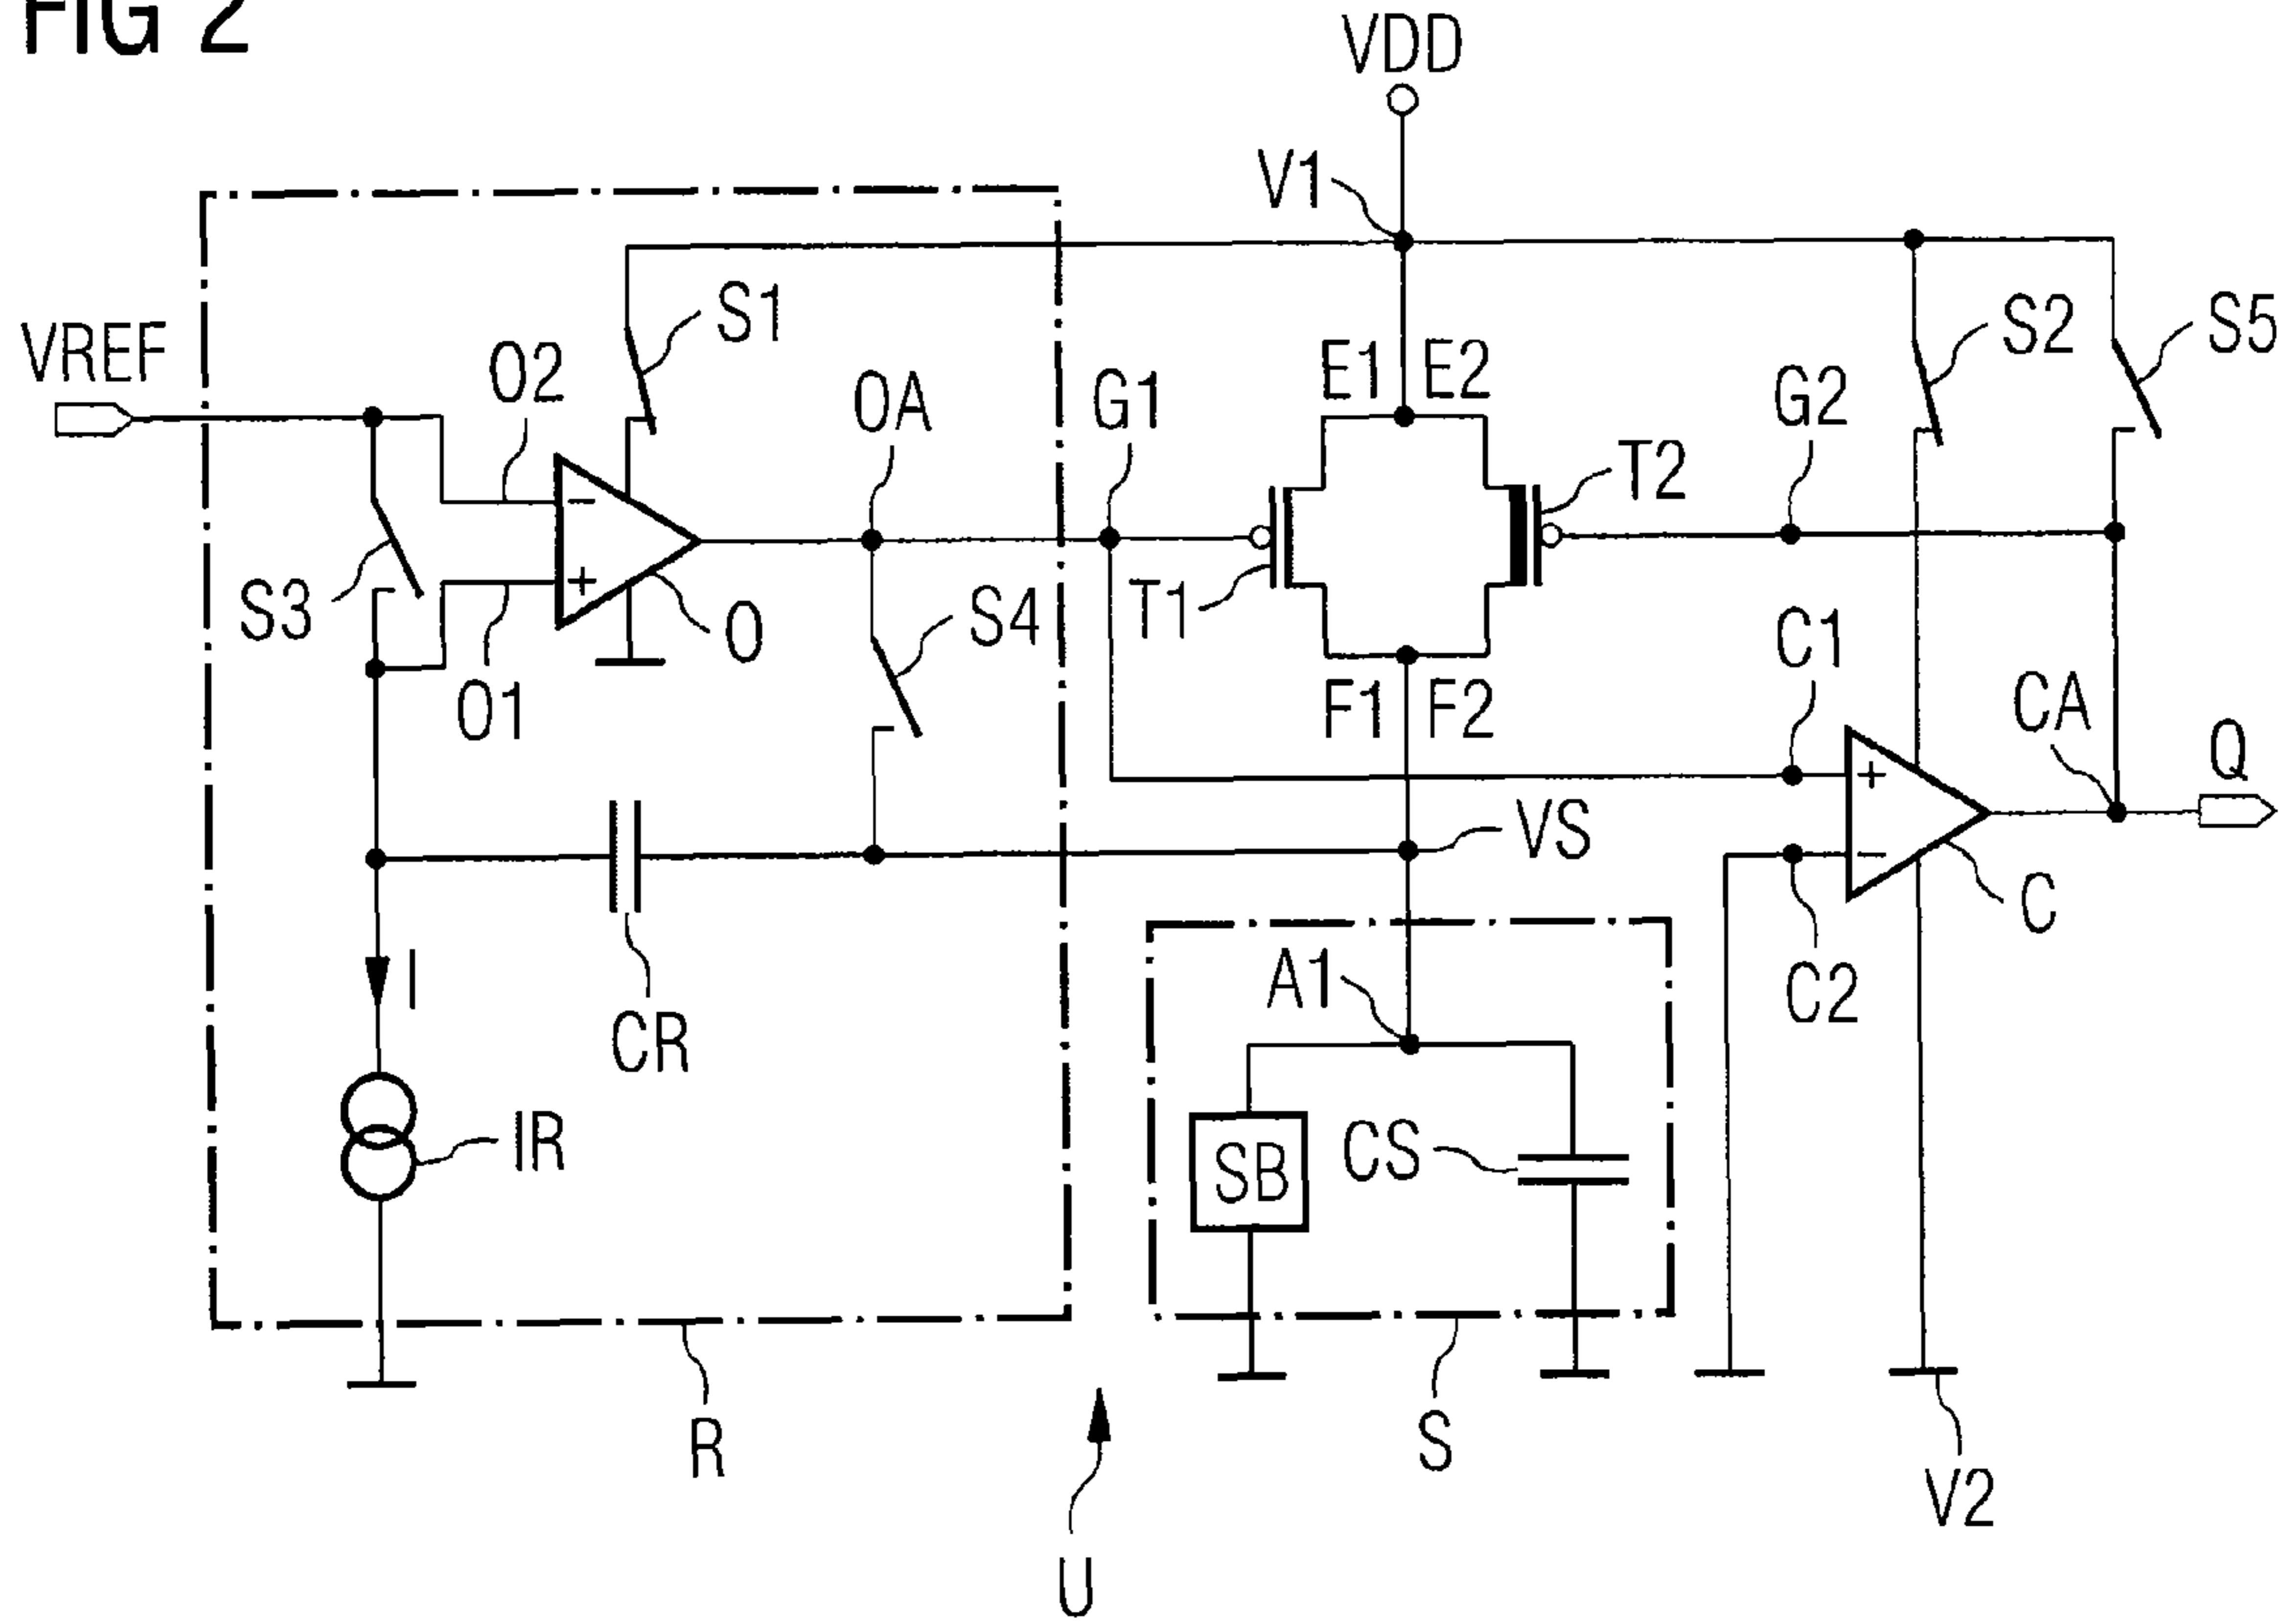 FIG 2
VDD
V1
VREF
O2
S1
OA
G1
E1
E2
G2
S2
S5
T2
S3
−
+
O
S4
T1
C1
O1
F1
F2
CA
Q
+
−
VS
C
I
CR
A1
C2
IR
SB
CS
R
S
V2
U